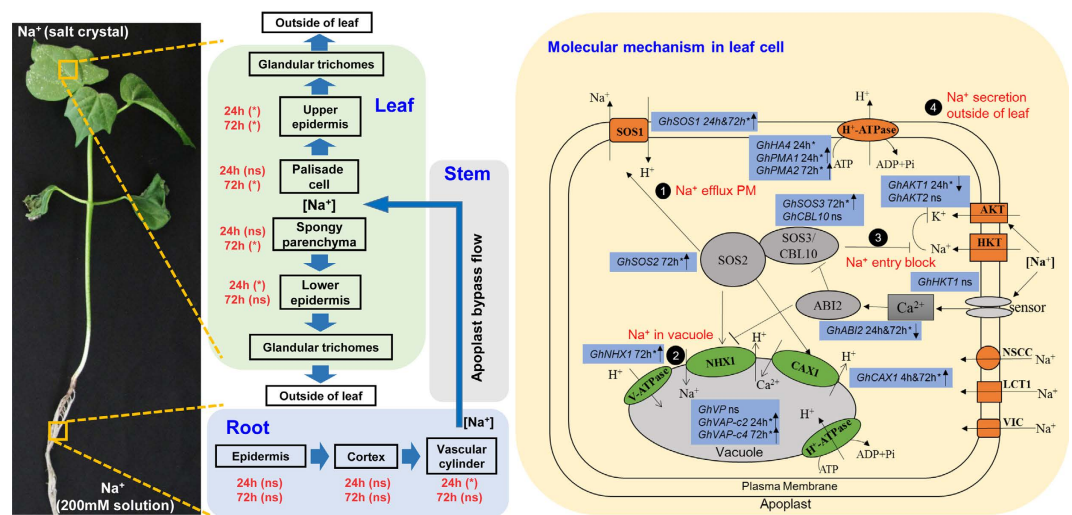 Na⁺ (salt crystal)
Na⁺
(200mM solution)
Outside of leaf
Glandular trichomes
Leaf
24h (*)
72h (*)
Upper
epidermis
24h (ns)
72h (*)
Palisade
cell
[Na⁺]
24h (ns)
72h (*)
Spongy
parenchyma
24h (*)
72h (ns)
Lower
epidermis
Glandular trichomes
Outside of leaf
Stem
Apoplast bypass flow
Root
[Na⁺]
Epidermis
Cortex
Vascular
cylinder
24h (ns)
72h (ns)
24h (ns)
72h (ns)
24h (*)
72h (ns)
Molecular mechanism in leaf cell
Na⁺
SOS1
H⁺
GhSOS1 24h&72h*↑
H⁺
H⁺-ATPase
ATP
ADP+Pi
4 Na⁺ secretion
outside of leaf
GhHA4 24h*
GhPMA1 24h*↑
GhPMA2 72h*↑
1 Na⁺ efflux PM
GhAKT1 24h*↓
GhAKT2 ns
GhSOS3 72h*↑
GhCBL10 ns
K⁺
AKT
SOS3/
CBL10
3
Na⁺ entry block
Na⁺
HKT
[Na⁺]
SOS2
GhSOS2 72h*↑
GhHKT1 ns
ABI2
Ca²⁺
sensor
GhABI2 24h&72h*↓
Na⁺ in vacuole
GhNHX1 72h*↑
2
NHX1
H⁺
Ca²⁺
CAX1
H⁺
GhCAX1 4h&72h*↑
H⁺
V-ATPase
Na⁺
GhVP ns
GhVAP-c2 24h*↑
GhVAP-c4 72h*↑
H⁺
H⁺-ATPase
ATP
ADP+Pi
Vacuole
NSCC
Na⁺
LCT1
Na⁺
VIC
Na⁺
Plasma Membrane
Apoplast